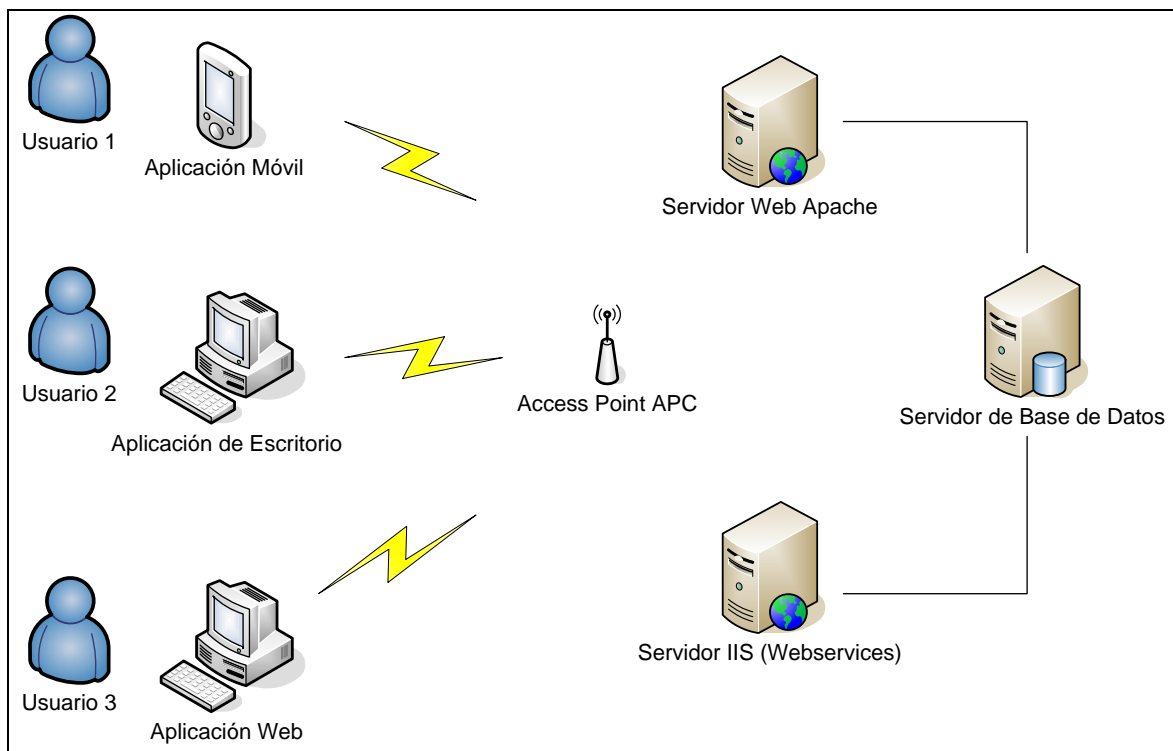 Usuario 1
Aplicación Móvil
Servidor Web Apache
Usuario 2
Aplicación de Escritorio
Access Point APC
Servidor de Base de Datos
Usuario 3
Aplicación Web
Servidor IIS (Webservices)